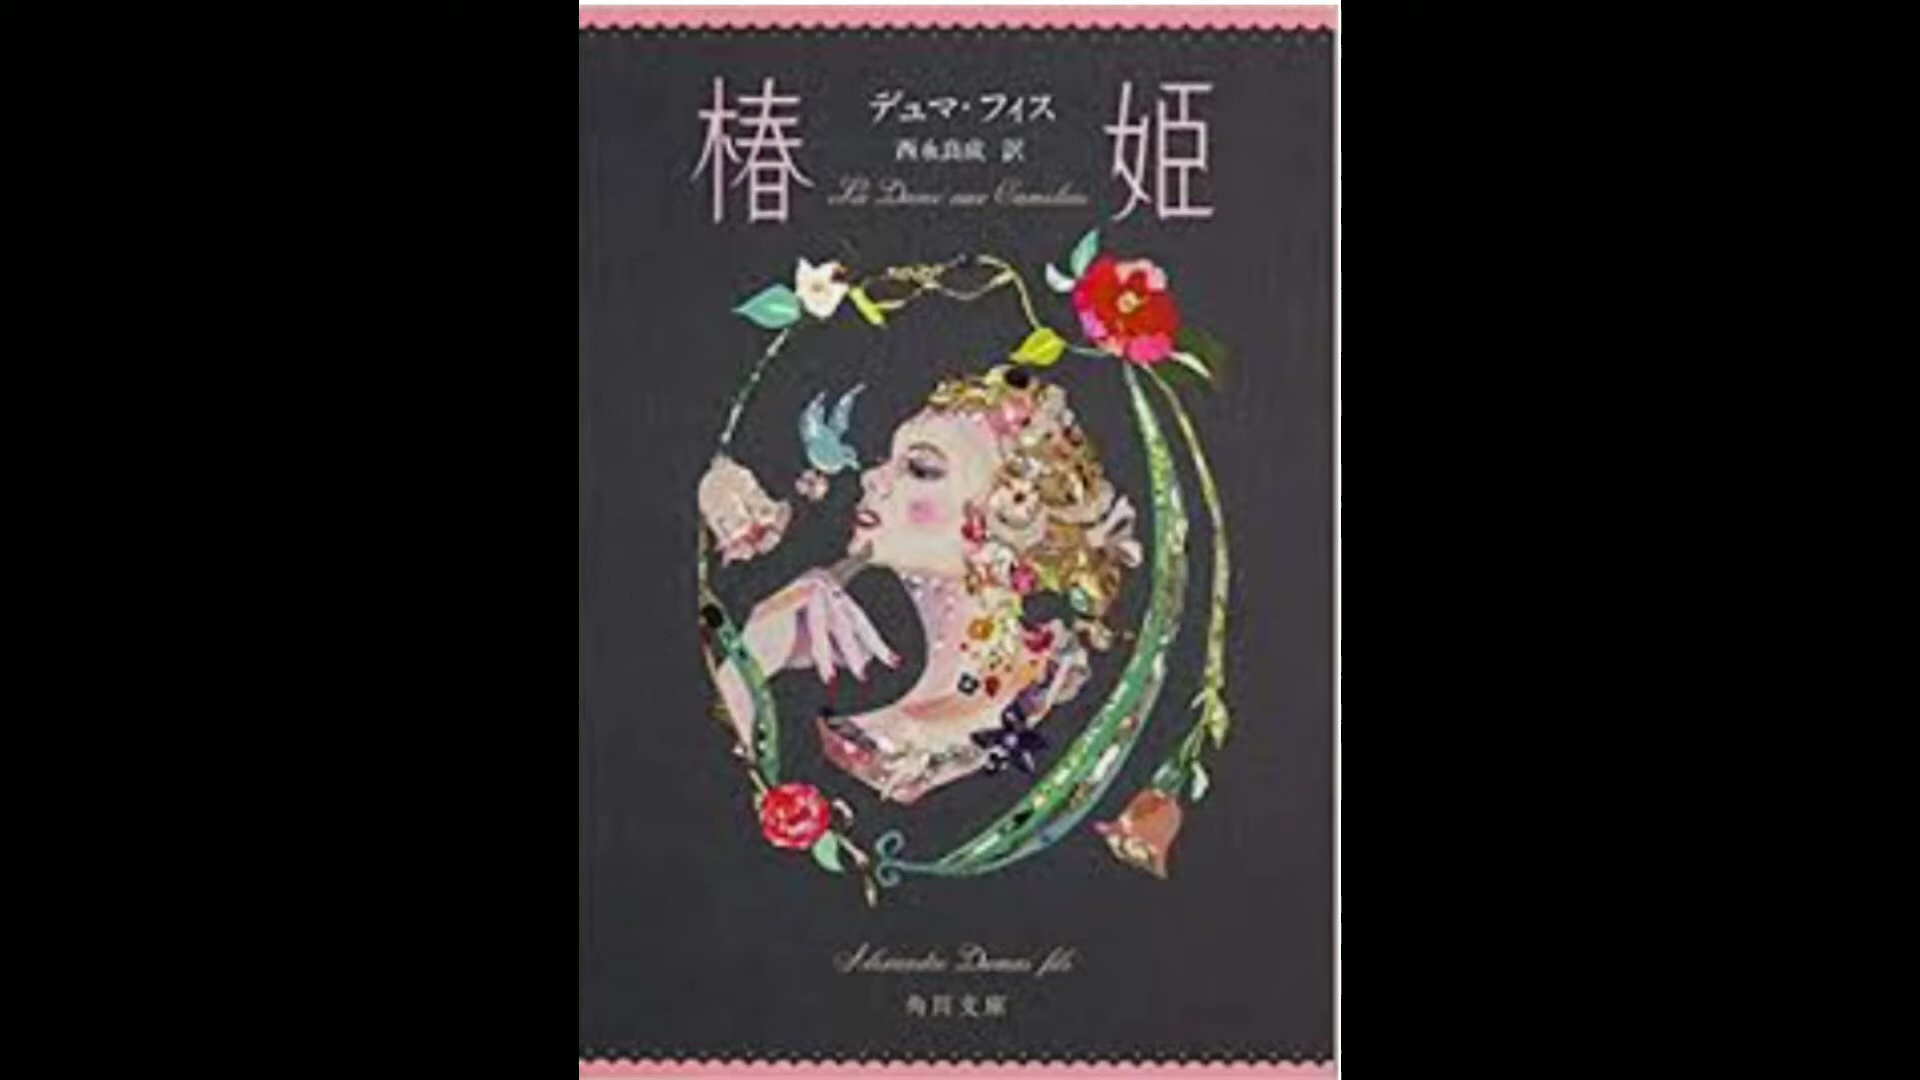 椿姫
デュマ・フィス
西永良成 訳
La Dame aux Camélias
Alexandre Dumas fils
角川文庫